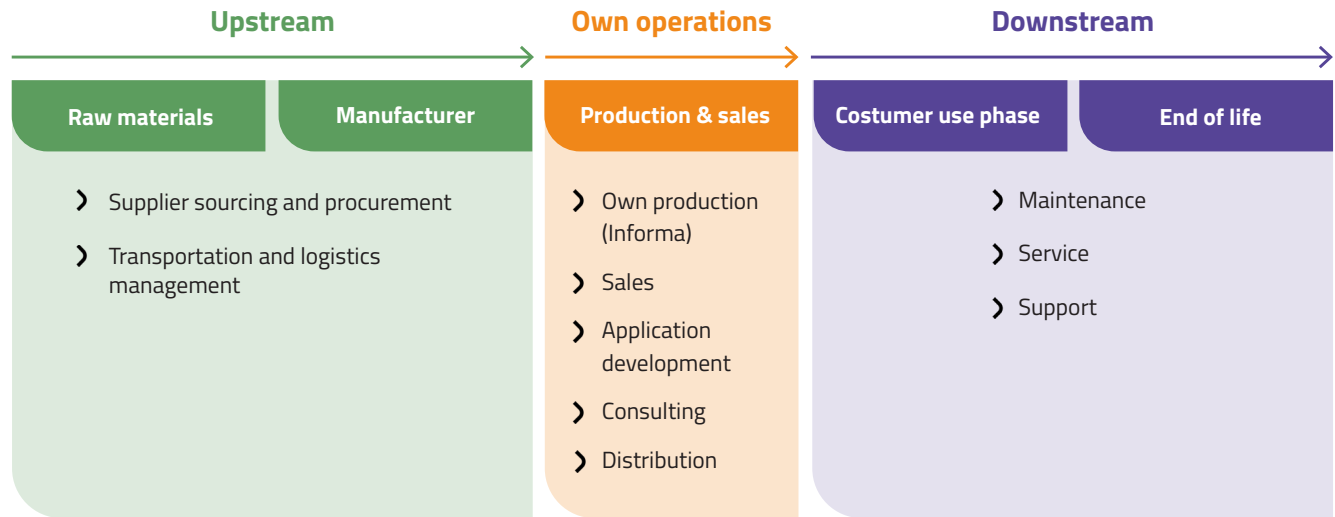 Upstream
Own operations
Downstream
Raw materials
Manufacturer
Production & sales
Costumer use phase
End of life
Supplier sourcing and procurement
Transportation and logistics
management
Own production
(Informa)
Sales
Application
development
Consulting
Distribution
Maintenance
Service
Support